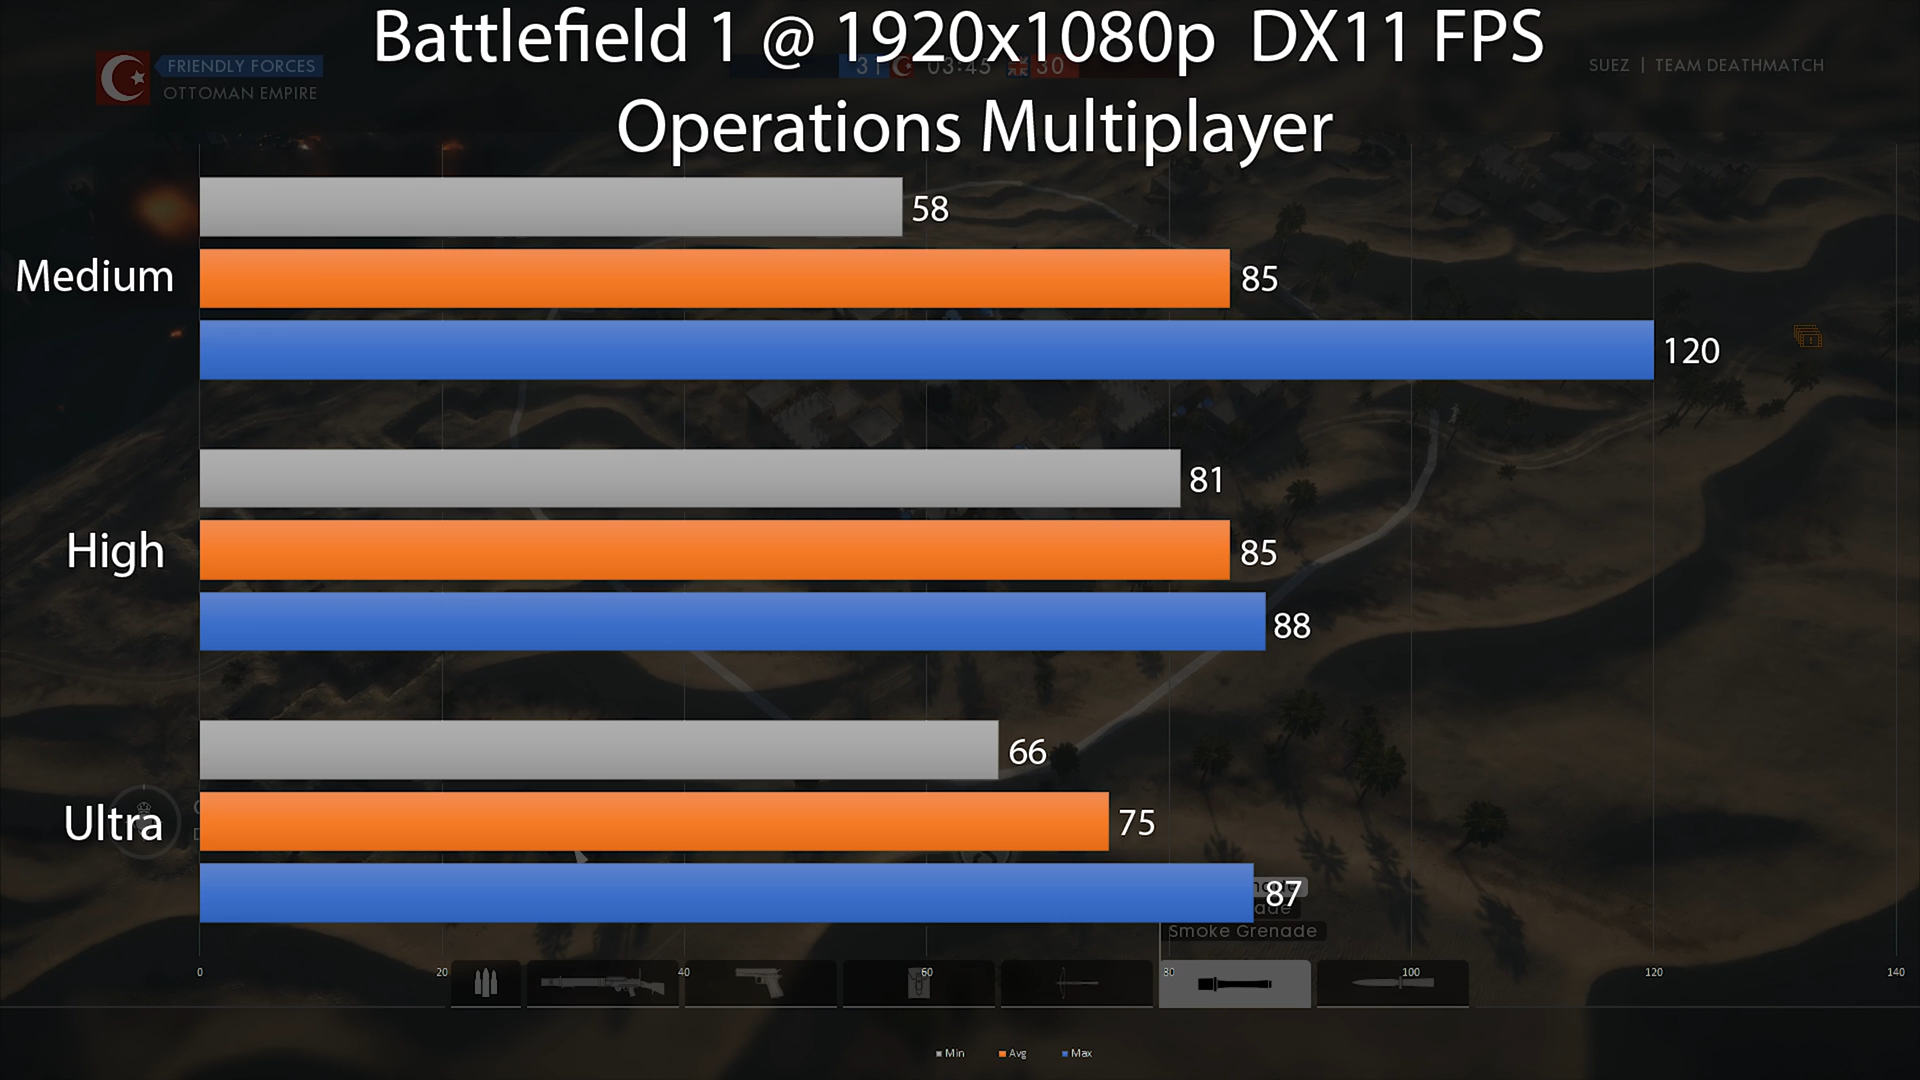 Battlefield 1 @ 1920x1080p DX11 FPS
FRIENDLY FORCES
OTTOMAN EMPIRE
31 03:45 30
SUEZ | TEAM DEATHMATCH
Operations Multiplayer
58
Medium 85
120
81
High 85
88
66
Ultra 75
87
Smoke Grenade
0 20 40 60 80 100 120 140
Min Avg Max